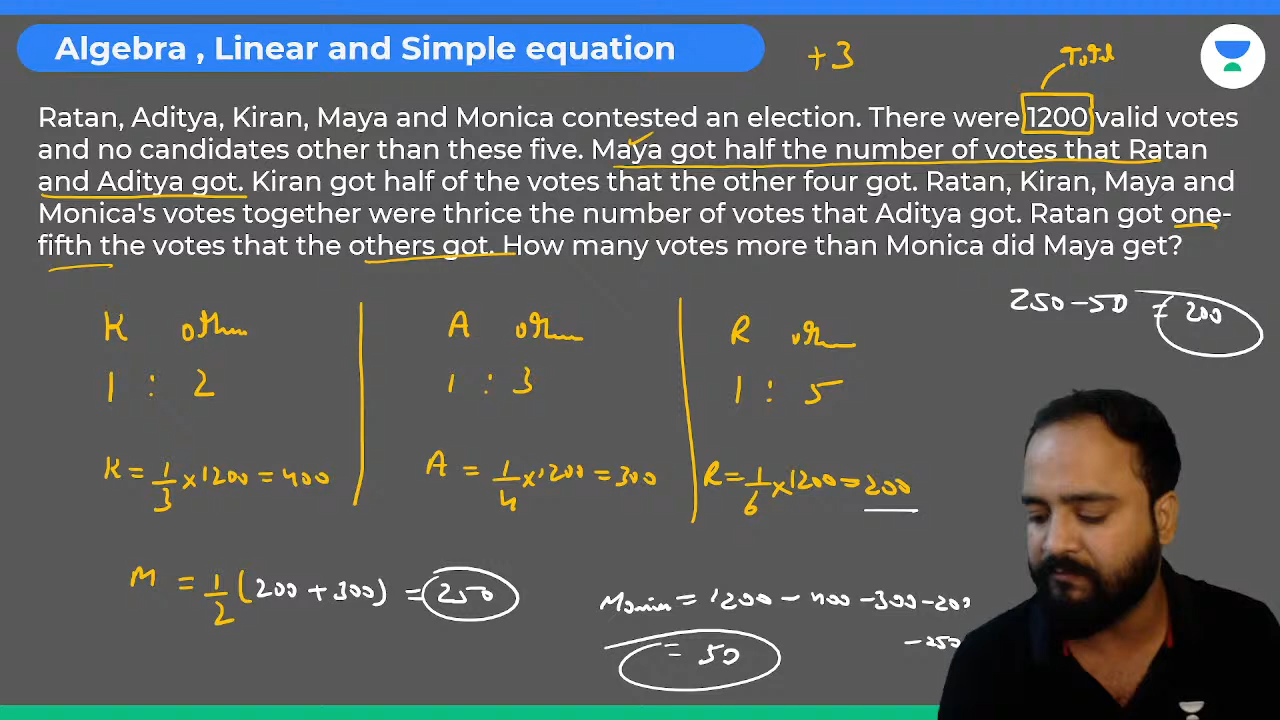 Algebra , Linear and Simple equation
+3
Total
Ratan, Aditya, Kiran, Maya and Monica contested an election. There were 1200 valid votes
and no candidates other than these five. Maya got half the number of votes that Ratan
and Aditya got. Kiran got half of the votes that the other four got. Ratan, Kiran, Maya and
Monica's votes together were thrice the number of votes that Aditya got. Ratan got one-
fifth the votes that the others got. How many votes more than Monica did Maya get?
250 - 50 = 200
K other
1 : 2
K = 1/3 × 1200 = 400
A other
1 : 3
A = 1/4 × 1200 = 300
R other
1 : 5
R = 1/6 × 1200 = 200
M = 1/2 (200 + 300) = 250
Monica = 1200 - 400 - 300 - 200
- 250
= 50